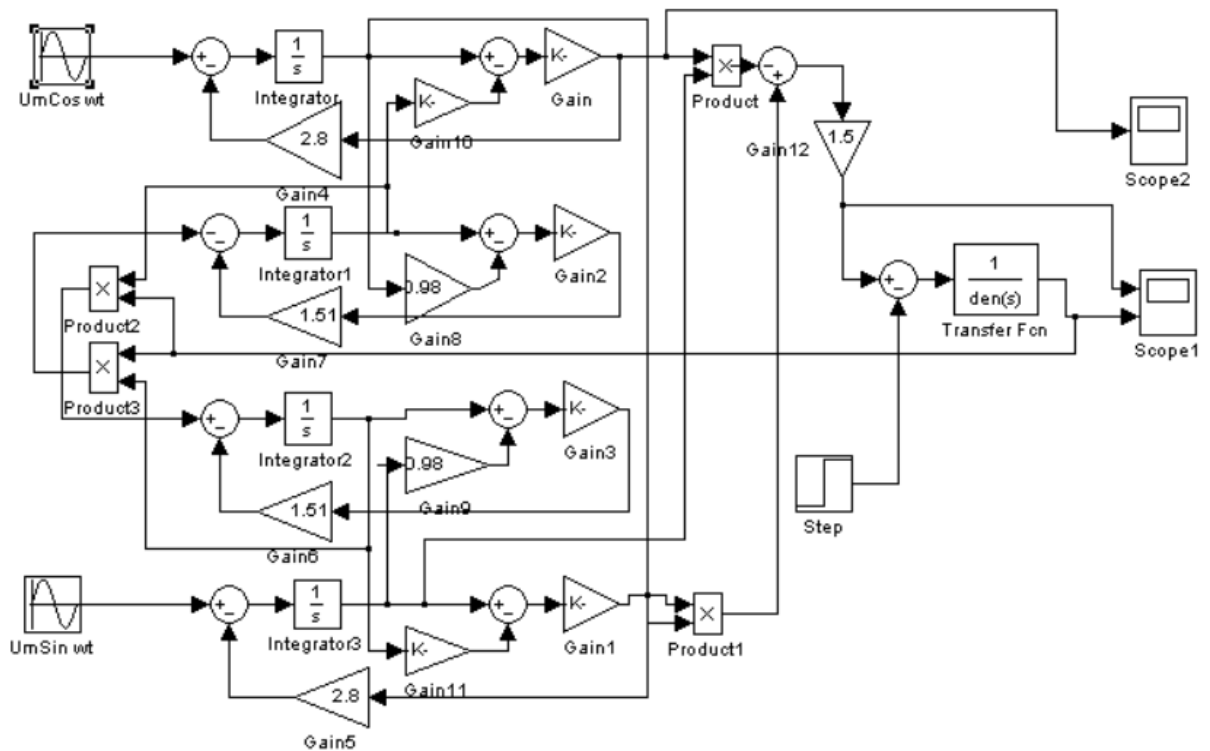 UmCos wt
+
−
1
s
Integrator
+
−
K-
Gain
K-
Gain10
2.8
Gain4
×
Product
−
+
1.5
Gain12
Scope2
−
−
1
s
Integrator1
+
−
K-
Gain2
0.98
Gain8
1.51
Gain7
×
Product2
×
Product3
+
−
1
den(s)
Transfer Fcn
Scope1
+
−
1
s
Integrator2
+
−
K-
Gain3
0.98
Gain9
1.51
Gain6
Step
UmSin wt
+
−
1
s
Integrator3
+
−
K-
Gain1
K-
Gain11
2.8
Gain5
×
Product1